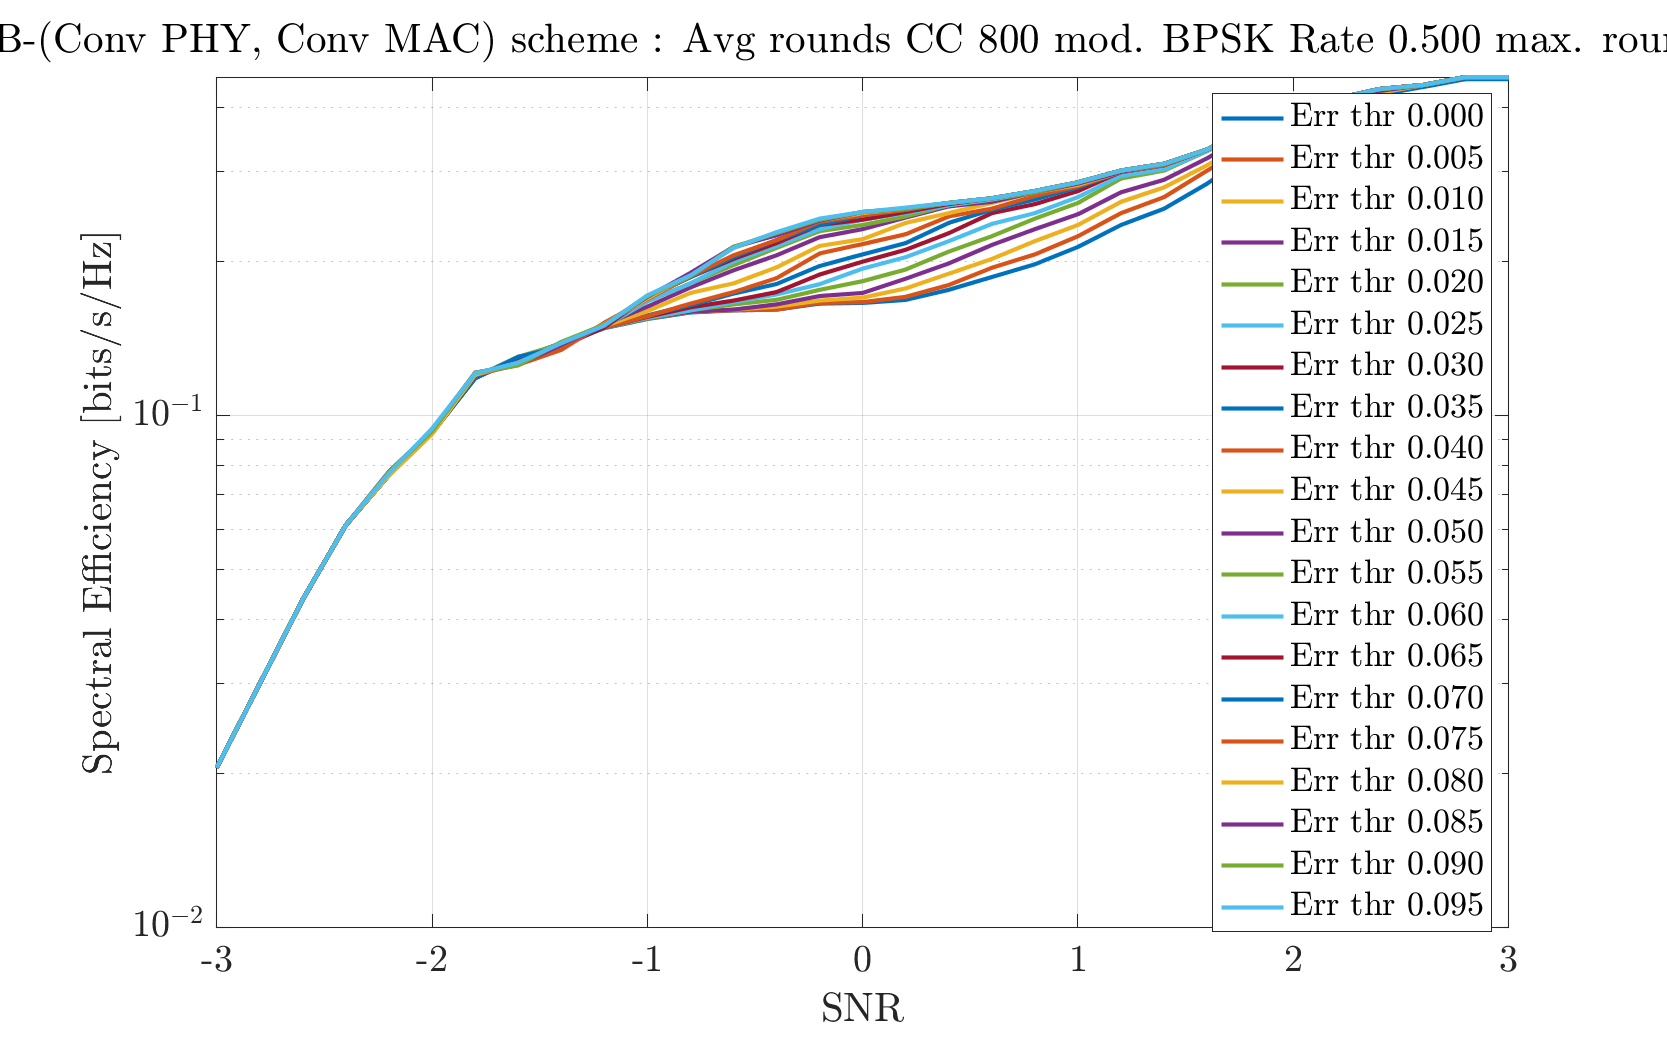 B-(Conv PHY, Conv MAC) scheme : Avg rounds CC 800 mod. BPSK Rate 0.500 max. rou
Spectral Efficiency [bits/s/Hz]
10⁻¹
10⁻²
-3 -2 -1 0 1 2 3
SNR
Err thr 0.000
Err thr 0.005
Err thr 0.010
Err thr 0.015
Err thr 0.020
Err thr 0.025
Err thr 0.030
Err thr 0.035
Err thr 0.040
Err thr 0.045
Err thr 0.050
Err thr 0.055
Err thr 0.060
Err thr 0.065
Err thr 0.070
Err thr 0.075
Err thr 0.080
Err thr 0.085
Err thr 0.090
Err thr 0.095